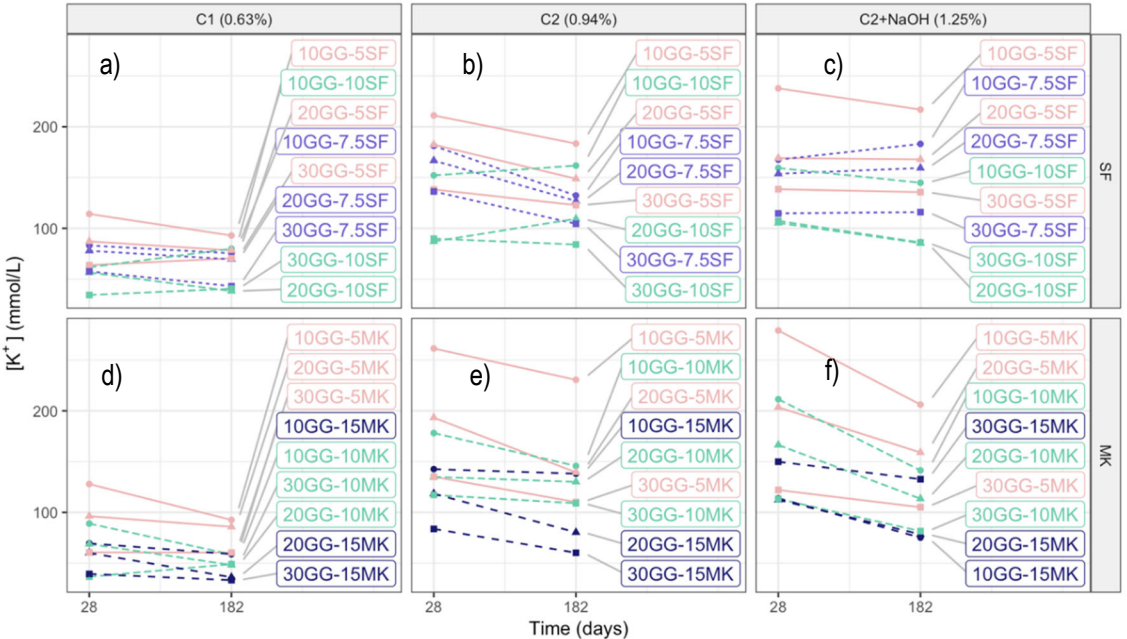 C1 (0.63%)
C2 (0.94%)
C2+NaOH (1.25%)
a)
10GG-5SF
10GG-10SF
20GG-5SF
10GG-7.5SF
30GG-5SF
20GG-7.5SF
30GG-7.5SF
30GG-10SF
20GG-10SF
b)
10GG-5SF
10GG-10SF
20GG-5SF
10GG-7.5SF
20GG-7.5SF
30GG-5SF
20GG-10SF
30GG-7.5SF
30GG-10SF
c)
10GG-5SF
10GG-7.5SF
20GG-5SF
20GG-7.5SF
10GG-10SF
30GG-5SF
30GG-7.5SF
30GG-10SF
20GG-10SF
SF
200
100
[K⁺] (mmol/L)
d)
10GG-5MK
20GG-5MK
30GG-5MK
10GG-15MK
10GG-10MK
30GG-10MK
20GG-10MK
20GG-15MK
30GG-15MK
e)
10GG-5MK
10GG-10MK
20GG-5MK
10GG-15MK
20GG-10MK
30GG-5MK
30GG-10MK
20GG-15MK
30GG-15MK
f)
10GG-5MK
20GG-5MK
10GG-10MK
30GG-15MK
20GG-10MK
30GG-5MK
30GG-10MK
20GG-15MK
10GG-15MK
MK
200
100
28
182
28
182
28
182
Time (days)